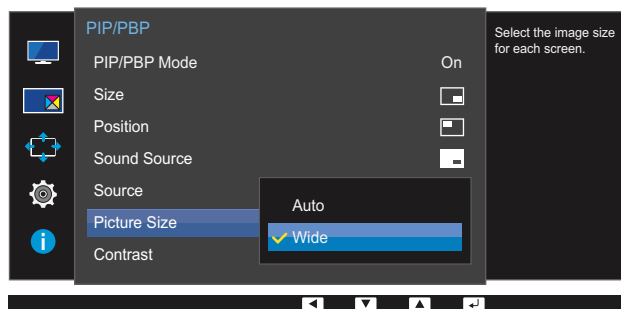 PIP/PBP
PIP/PBP Mode On
Size
Position
Sound Source
Source
Picture Size
Contrast
Auto
Wide
Select the image size
for each screen.